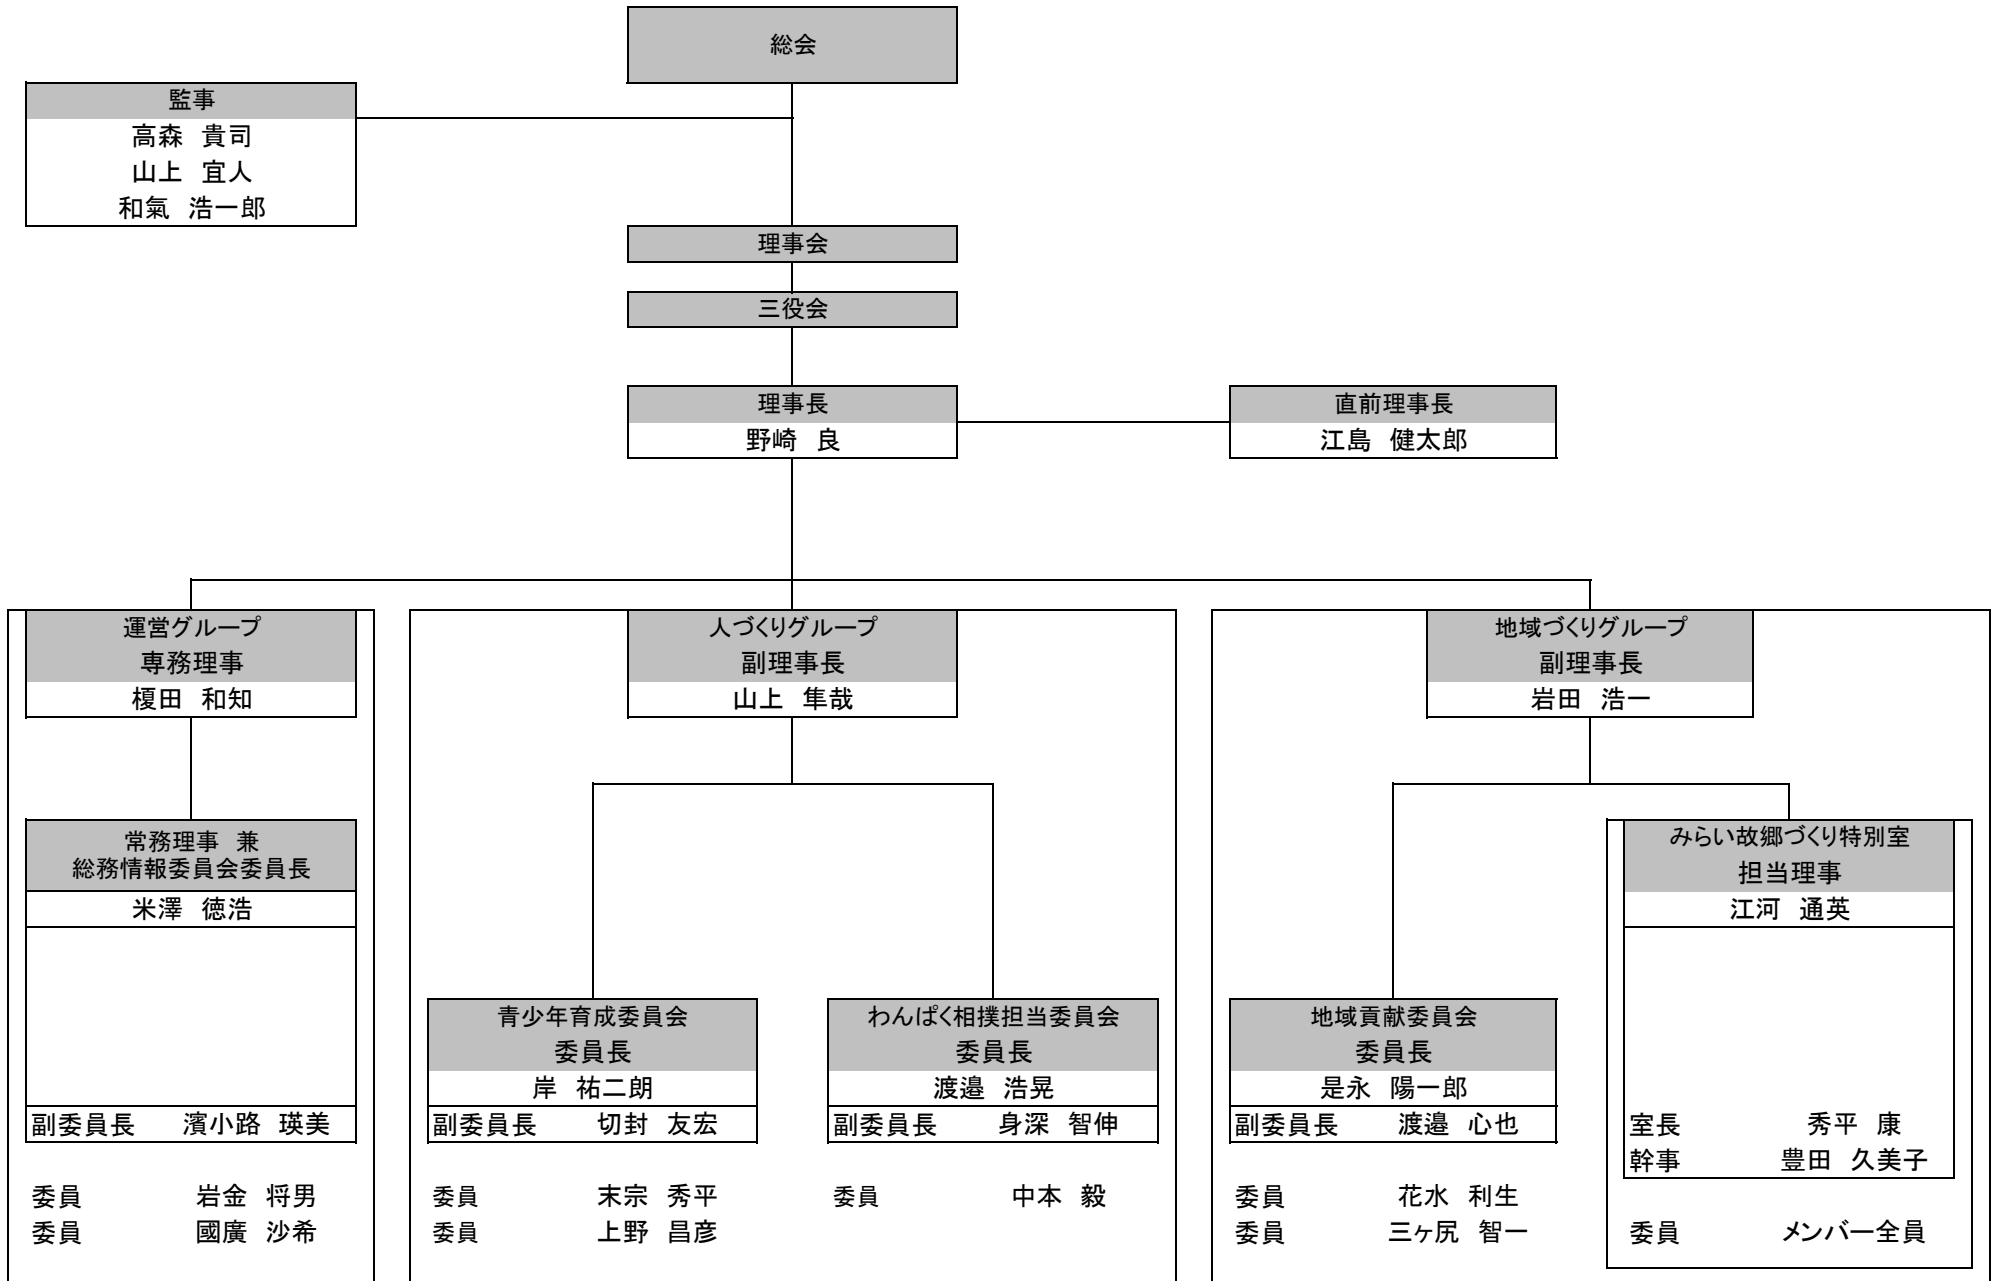 総会
監事
高森　貴司
山上　宜人
和氣　浩一郎
理事会
三役会
理事長
野崎　良
直前理事長
江島　健太郎
運営グループ
専務理事
榎田　和知
常務理事　兼
総務情報委員会委員長
米澤　徳浩
副委員長　濱小路　瑛美
委員　岩金　将男
委員　國廣　沙希
人づくりグループ
副理事長
山上　隼哉
青少年育成委員会
委員長
岸　祐二朗
副委員長　切封　友宏
委員　末宗　秀平
委員　上野　昌彦
わんぱく相撲担当委員会
委員長
渡邉　浩晃
副委員長　身深　智伸
委員　中本　毅
地域づくりグループ
副理事長
岩田　浩一
地域貢献委員会
委員長
是永　陽一郎
副委員長　渡邉　心也
委員　花水　利生
委員　三ヶ尻　智一
みらい故郷づくり特別室
担当理事
江河　通英
室長　秀平　康
幹事　豊田　久美子
委員　メンバー全員